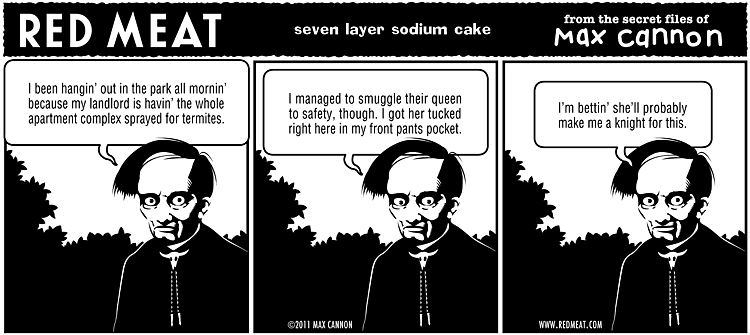 RED MEAT
seven layer sodium cake
from the secret files of
Max cannon
I been hangin' out in the park all mornin'
because my landlord is havin' the whole
apartment complex sprayed for termites.
I managed to smuggle their queen
to safety, though. I got her tucked
right here in my front pants pocket.
©2011 MAX CANNON
I'm bettin' she'll probably
make me a knight for this.
WWW.REDMEAT.COM